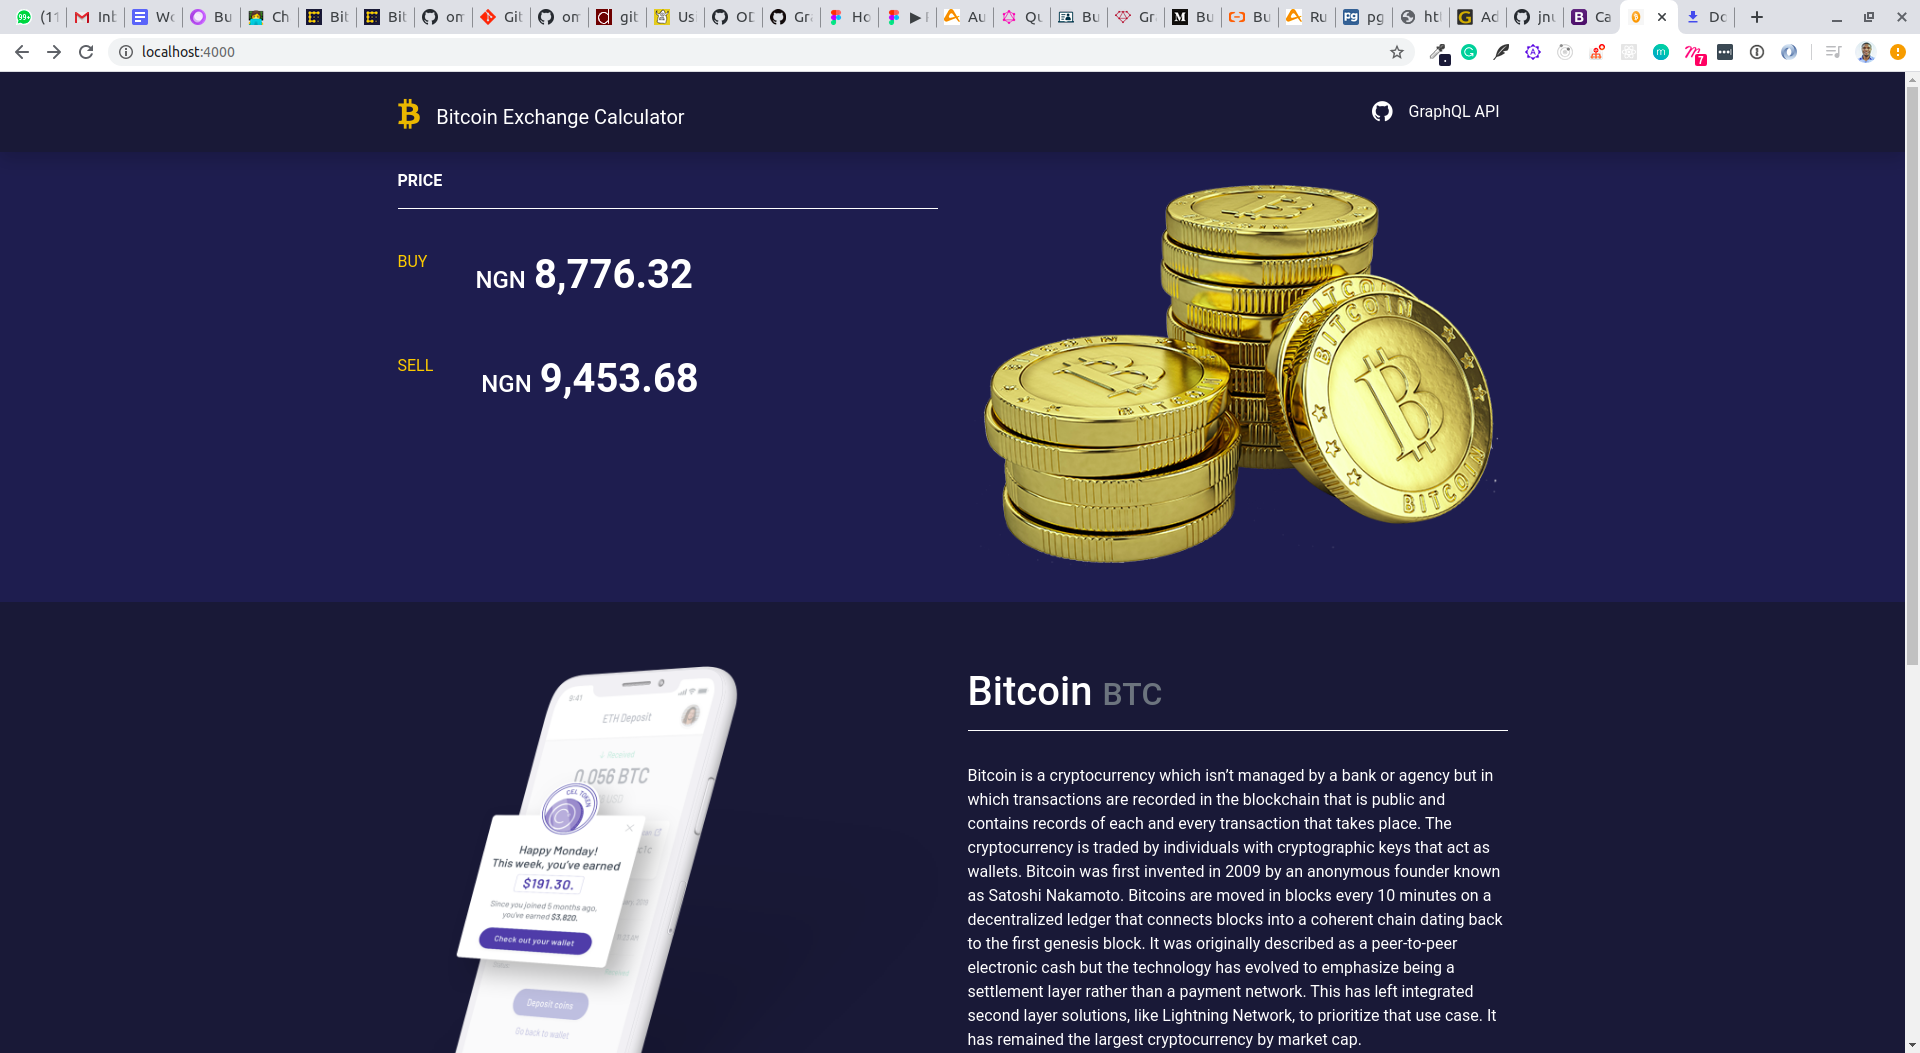 (11
Int
Wo
Bu
Ch
Bit
Bit
on
Git
on
git
Usi
OD
Gra
Ho
Au
Qu
Bu
Gr
Bu
Bu
Ru
pg
htt
Ad
jnu
Ca
Do
localhost:4000
Bitcoin Exchange Calculator
GraphQL API
PRICE
BUY
NGN 8,776.32
SELL
NGN 9,453.68
BITCOIN
BITCOIN
BITCOIN
9:41
ETH Deposit
Received
0.056 BTC
USD
CEL TOKEN
Happy Monday!
This week, you've earned
$191.30.
Since you joined 5 months ago,
you've earned $3,820.
Check out your wallet
Deposit coins
Go back to wallet
Bitcoin BTC
Bitcoin is a cryptocurrency which isn’t managed by a bank or agency but in
which transactions are recorded in the blockchain that is public and
contains records of each and every transaction that takes place. The
cryptocurrency is traded by individuals with cryptographic keys that act as
wallets. Bitcoin was first invented in 2009 by an anonymous founder known
as Satoshi Nakamoto. Bitcoins are moved in blocks every 10 minutes on a
decentralized ledger that connects blocks into a coherent chain dating back
to the first genesis block. It was originally described as a peer-to-peer
electronic cash but the technology has evolved to emphasize being a
settlement layer rather than a payment network. This has left integrated
second layer solutions, like Lightning Network, to prioritize that use case. It
has remained the largest cryptocurrency by market cap.